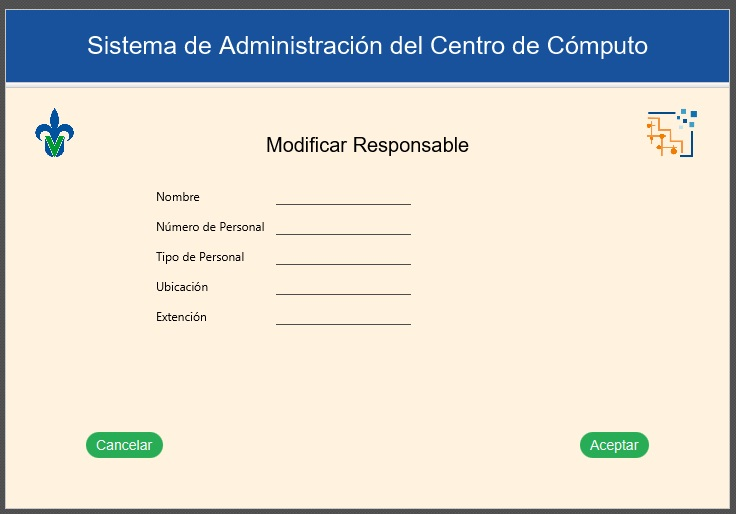 Sistema de Administración del Centro de Cómputo
Modificar Responsable
Nombre
Número de Personal
Tipo de Personal
Ubicación
Extención
Cancelar
Aceptar